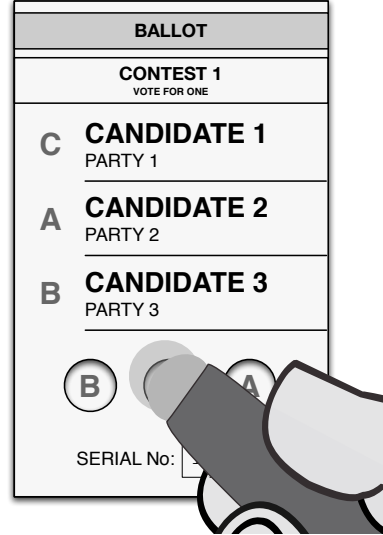 BALLOT
CONTEST 1
VOTE FOR ONE
C CANDIDATE 1
PARTY 1
A CANDIDATE 2
PARTY 2
B CANDIDATE 3
PARTY 3
B A
SERIAL No: